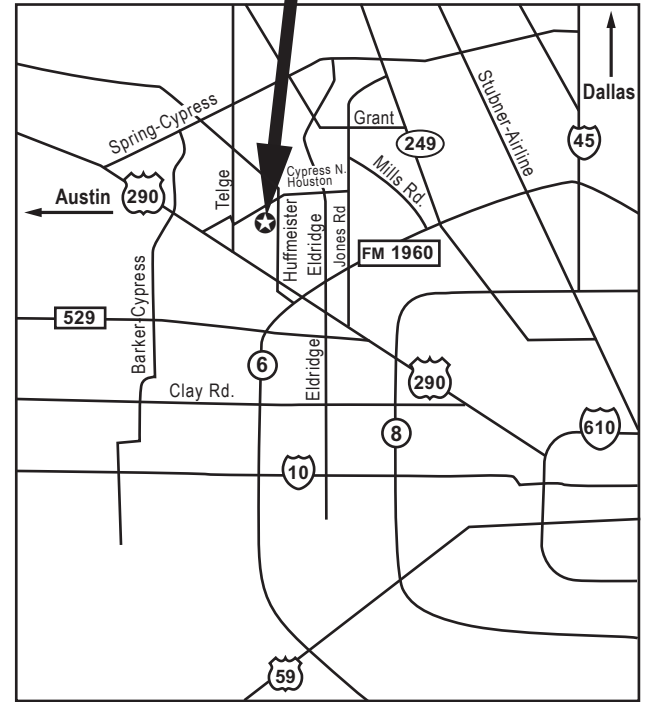 Dallas
Stubner-Airline
Spring-Cypress
Grant
249
45
Cypress N.
Houston
Mills Rd.
Telge
290
Austin
Huffmeister
Eldridge
Jones Rd
FM 1960
Barker-Cypress
529
6
Eldridge
290
Clay Rd.
8
610
10
59